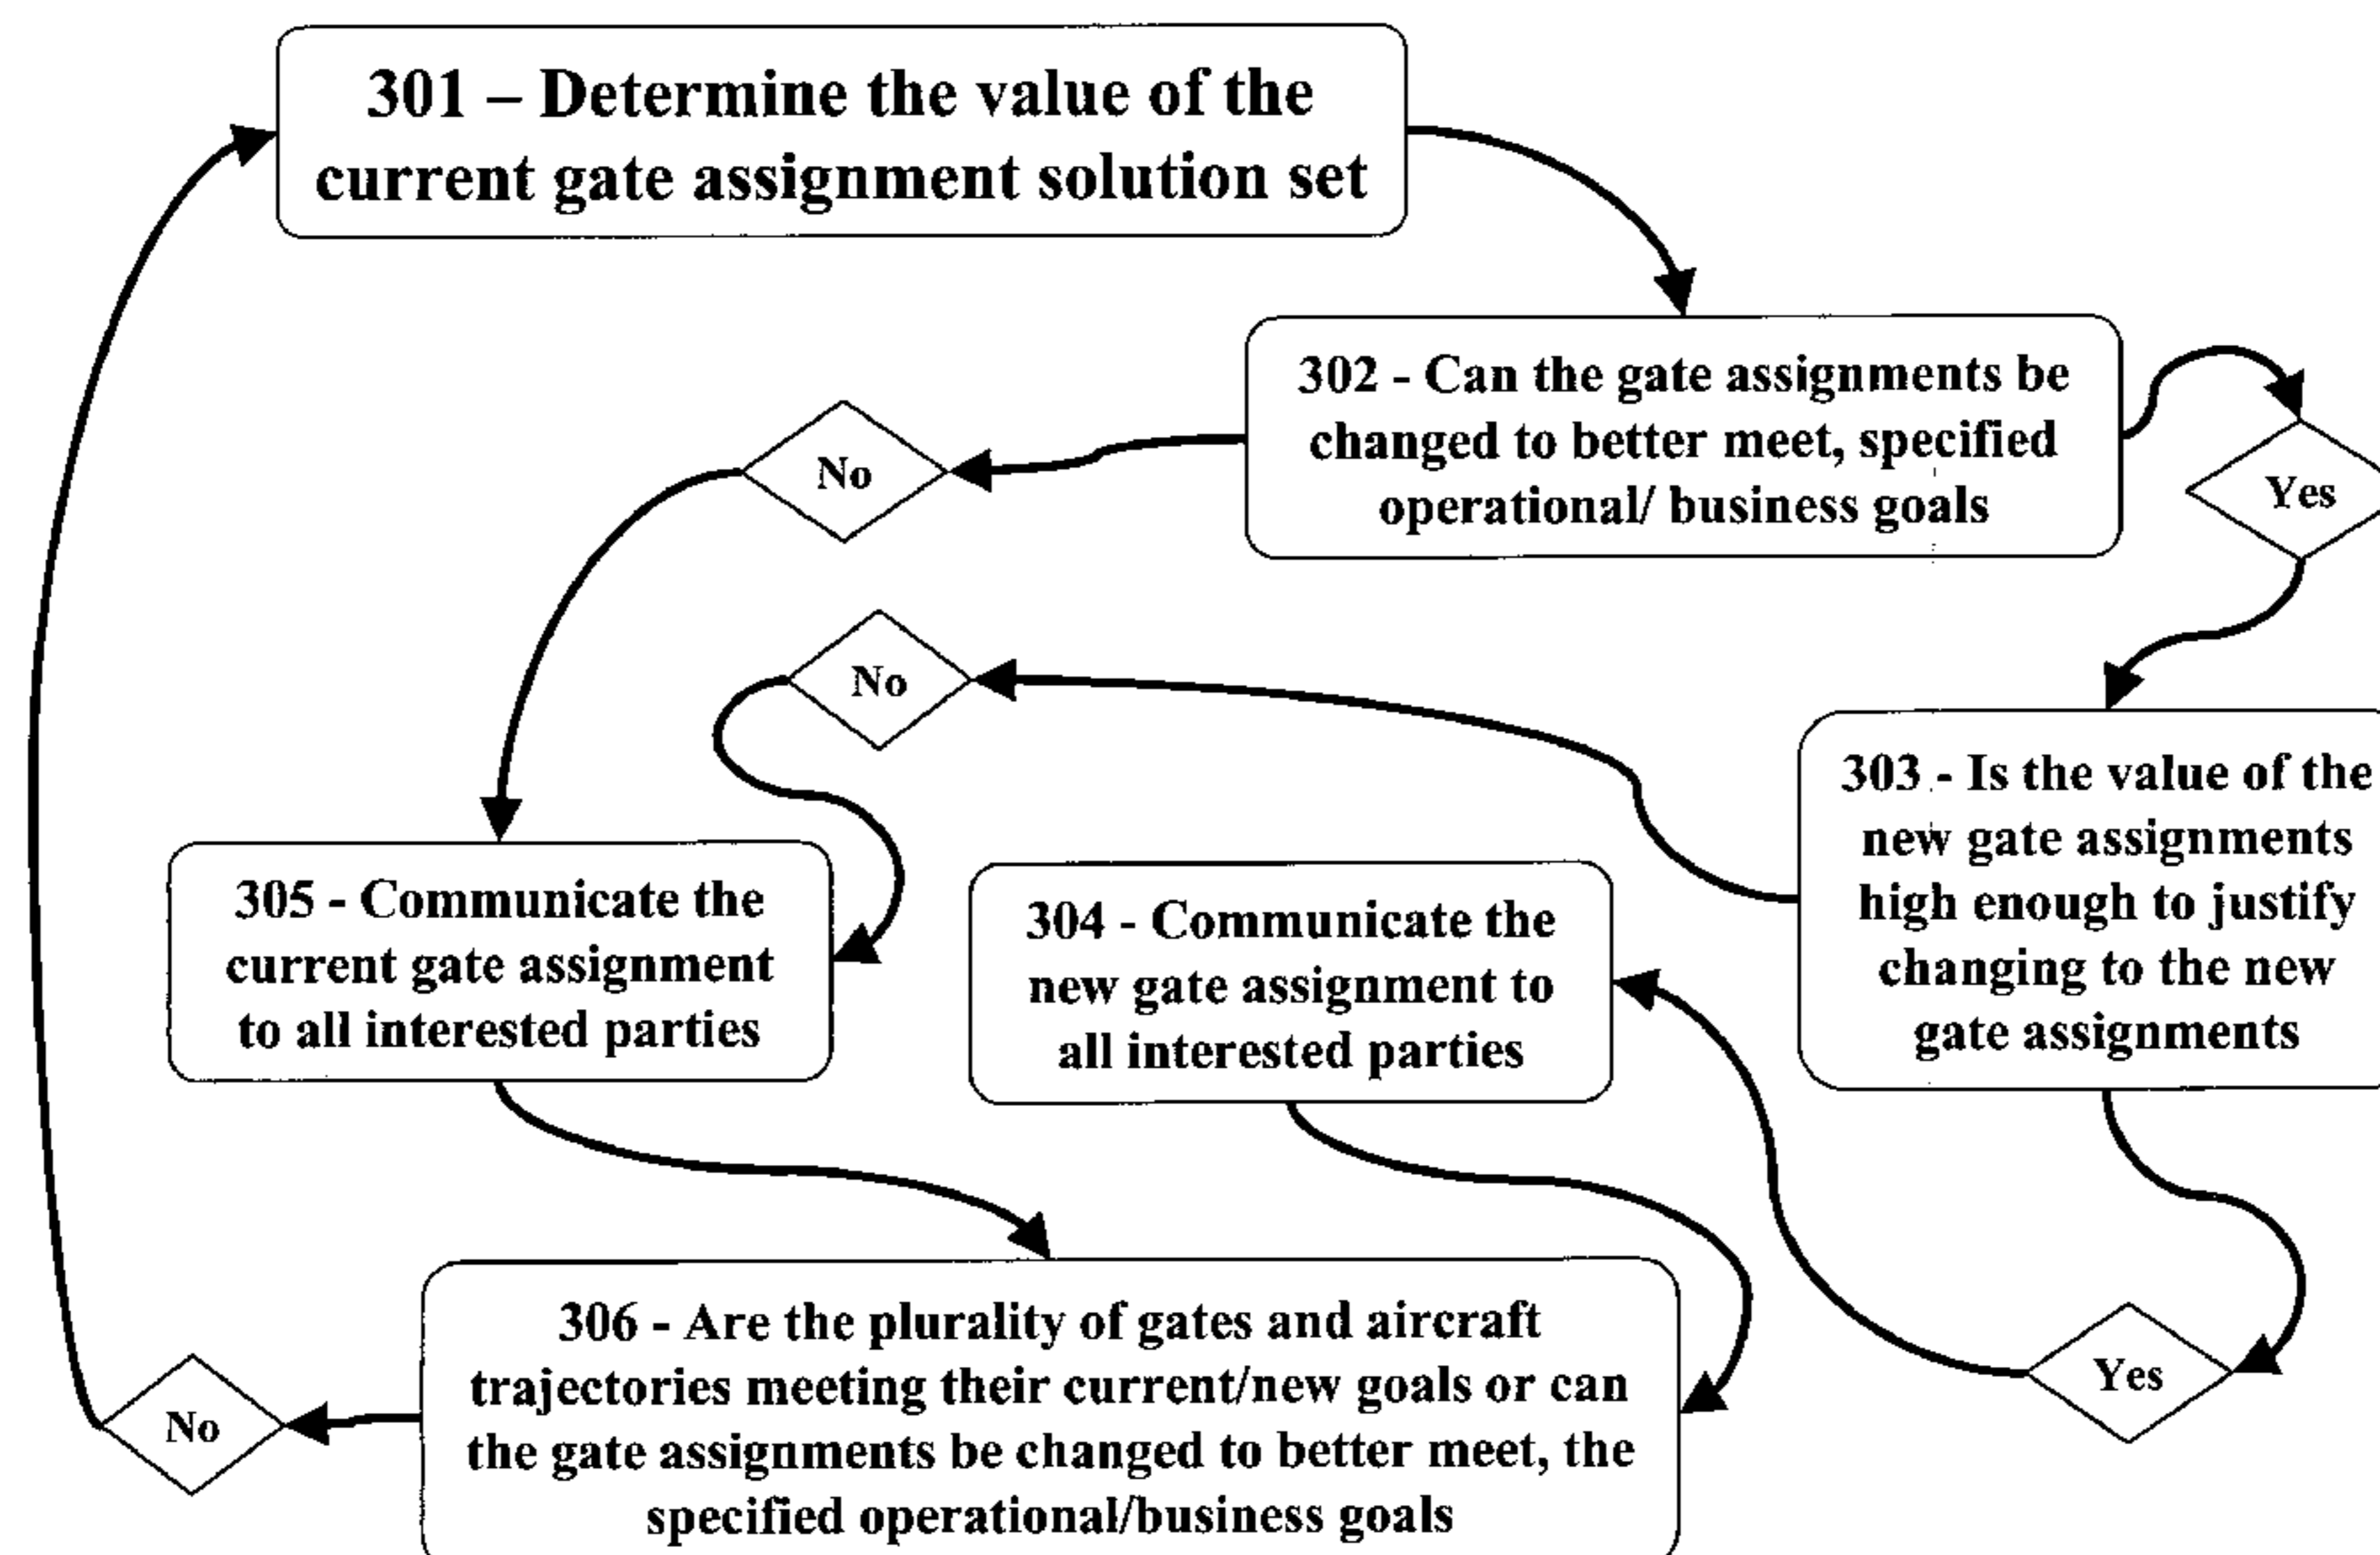 301 – Determine the value of the
current gate assignment solution set
302 - Can the gate assignments be
changed to better meet, specified
operational/ business goals
No
Yes
No
303 - Is the value of the
new gate assignments
high enough to justify
changing to the new
gate assignments
305 - Communicate the
current gate assignment
to all interested parties
304 - Communicate the
new gate assignment to
all interested parties
306 - Are the plurality of gates and aircraft
trajectories meeting their current/new goals or can
the gate assignments be changed to better meet, the
specified operational/business goals
No
Yes